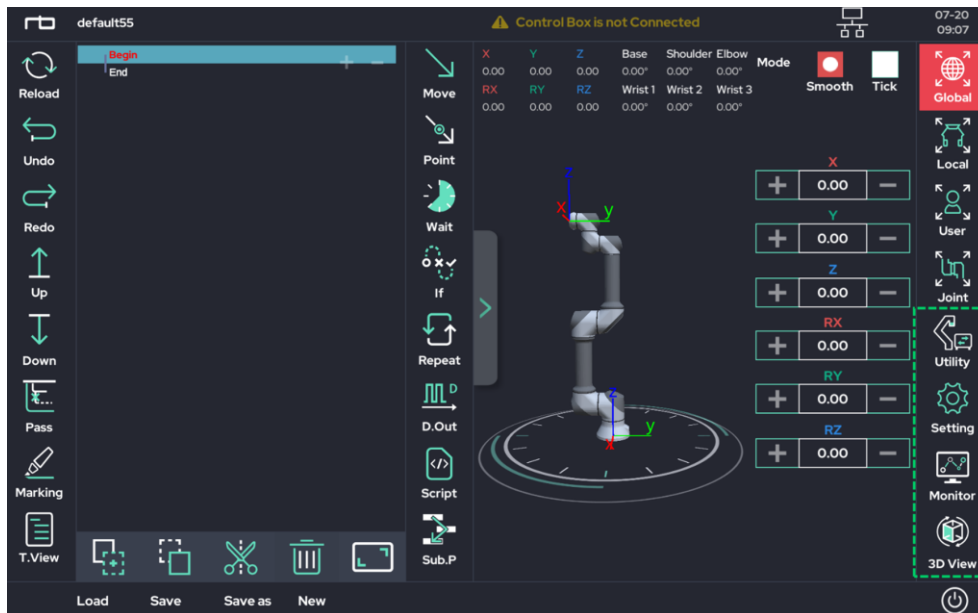 rb
default55
Control Box is not Connected
07-20
09:07
Reload
Undo
Redo
Up
Down
Pass
Marking
T.View
Begin
End
Move
Point
Wait
If
Repeat
D
D.Out
Script
Sub.P
X Y Z Base Shoulder Elbow
0.00 0.00 0.00 0.00° 0.00° 0.00°
RX RY RZ Wrist 1 Wrist 2 Wrist 3
0.00 0.00 0.00 0.00° 0.00° 0.00°
Mode
Smooth
Tick
z
x
y
z
x
y
X
+ 0.00 −
Y
+ 0.00 −
Z
+ 0.00 −
RX
+ 0.00 −
RY
+ 0.00 −
RZ
+ 0.00 −
Global
Local
User
Joint
Utility
Setting
Monitor
3D View
Load Save Save as New